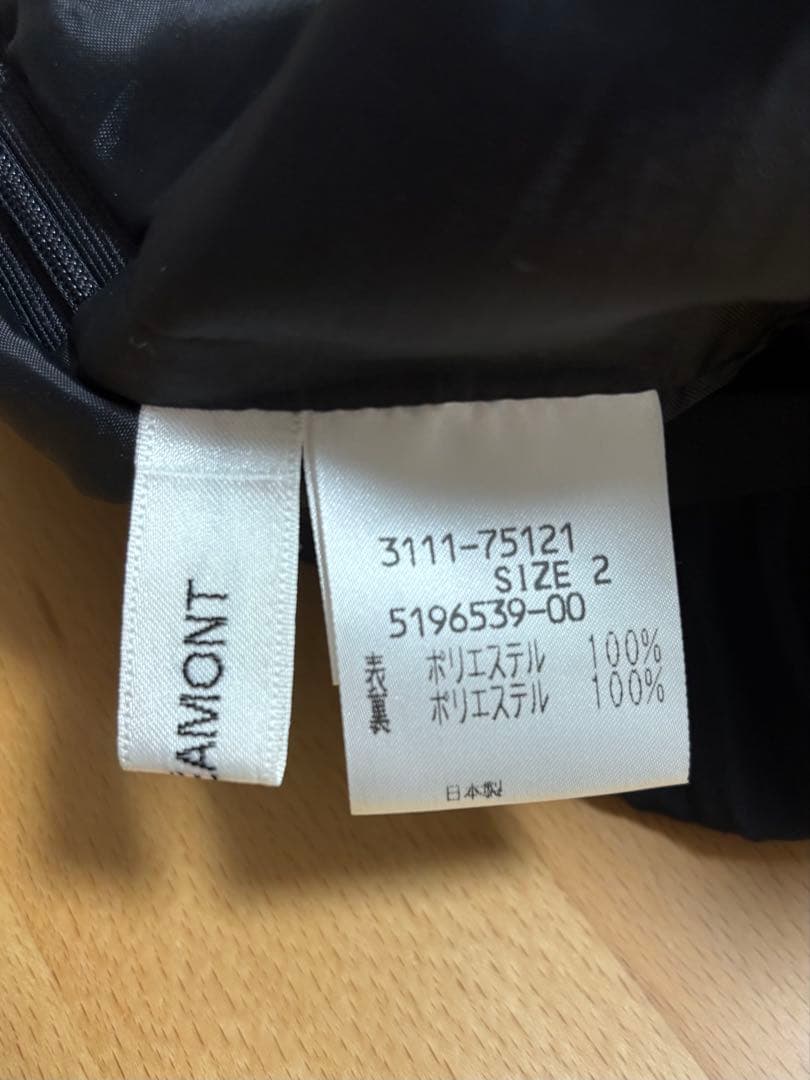 EAMONT
3111-75121
SIZE 2
5196539-00
表 ポリエステル 100%
裏 ポリエステル 100%
日本製